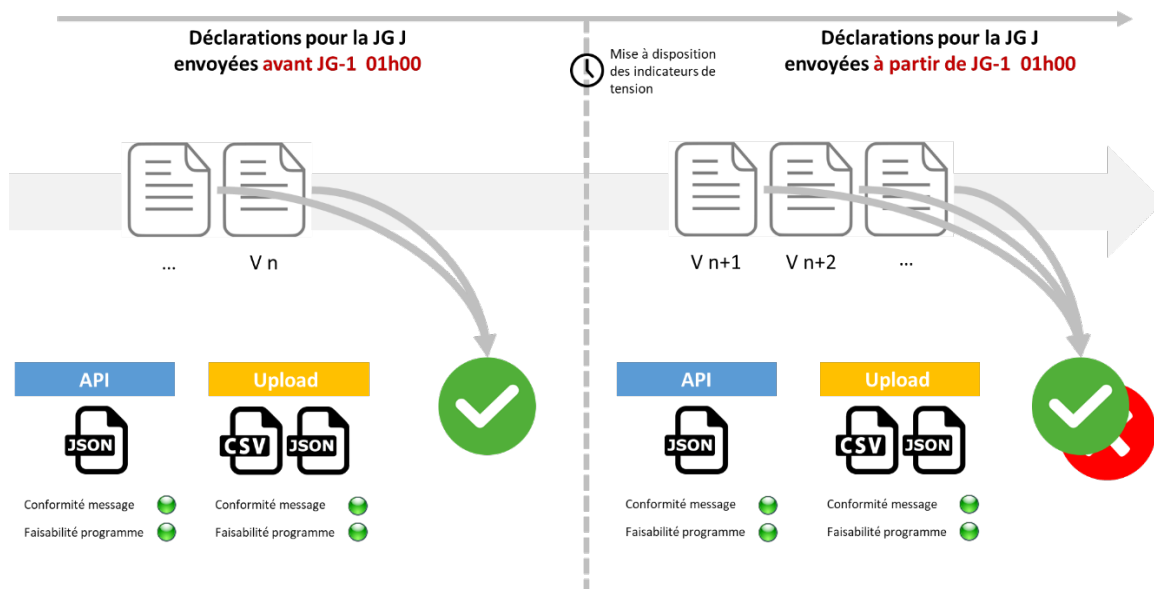 Déclarations pour la JG J
envoyées avant JG-1 01h00
Mise à disposition
des indicateurs de
tension
Déclarations pour la JG J
envoyées à partir de JG-1 01h00
...
V n
V n+1
V n+2
...
API
Upload
JSON
CSV
JSON
Conformité message
Conformité message
Faisabilité programme
Faisabilité programme
API
Upload
JSON
CSV
JSON
Conformité message
Conformité message
Faisabilité programme
Faisabilité programme